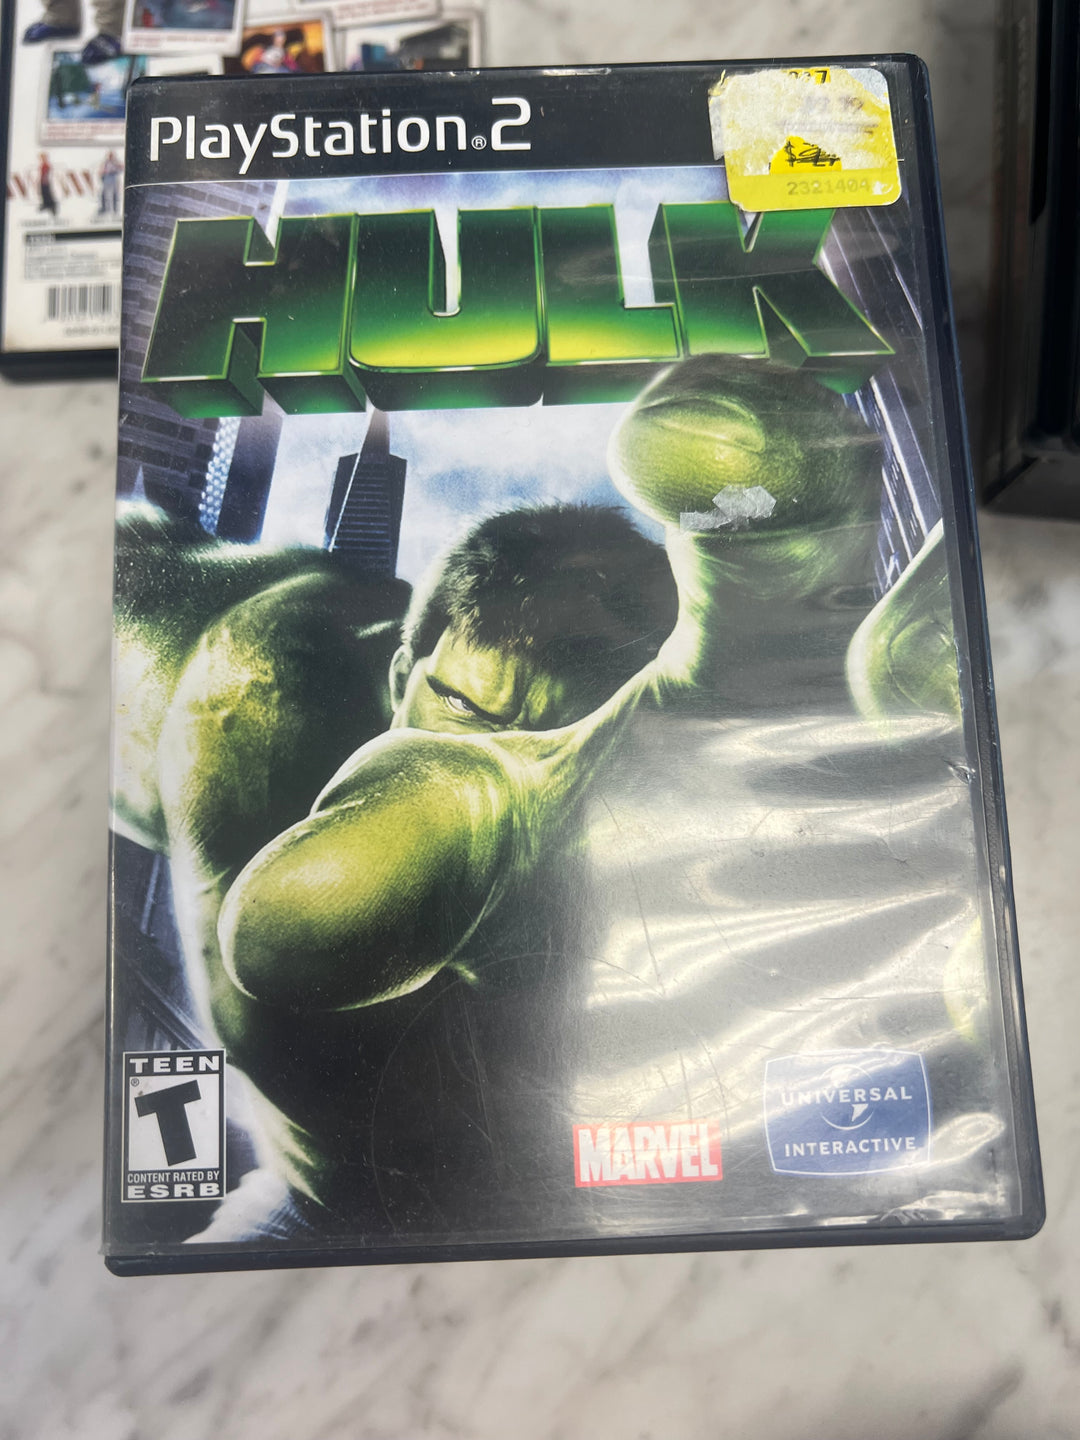 PlayStation®2
2321404
HULK
TEEN
T
®
CONTENT RATED BY
ESRB
MARVEL
UNIVERSAL
INTERACTIVE